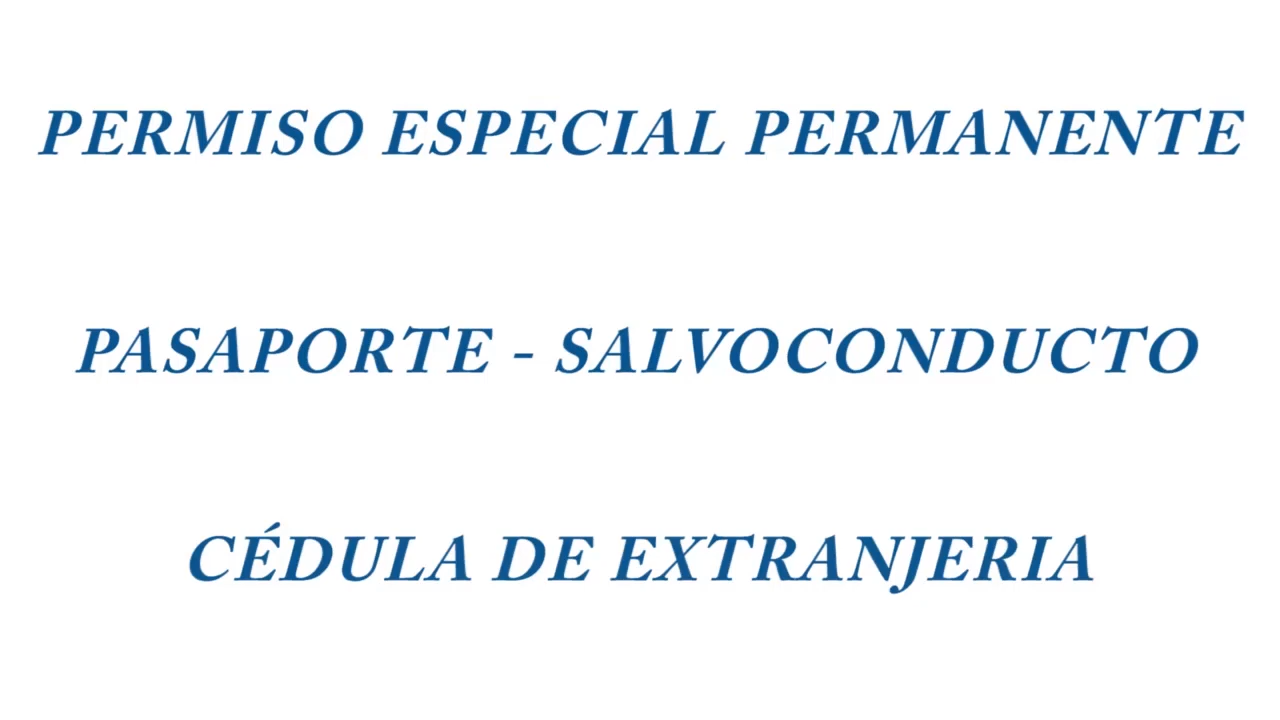 PERMISO ESPECIAL PERMANENTE
PASAPORTE - SALVOCONDUCTO
CÉDULA DE EXTRANJERIA